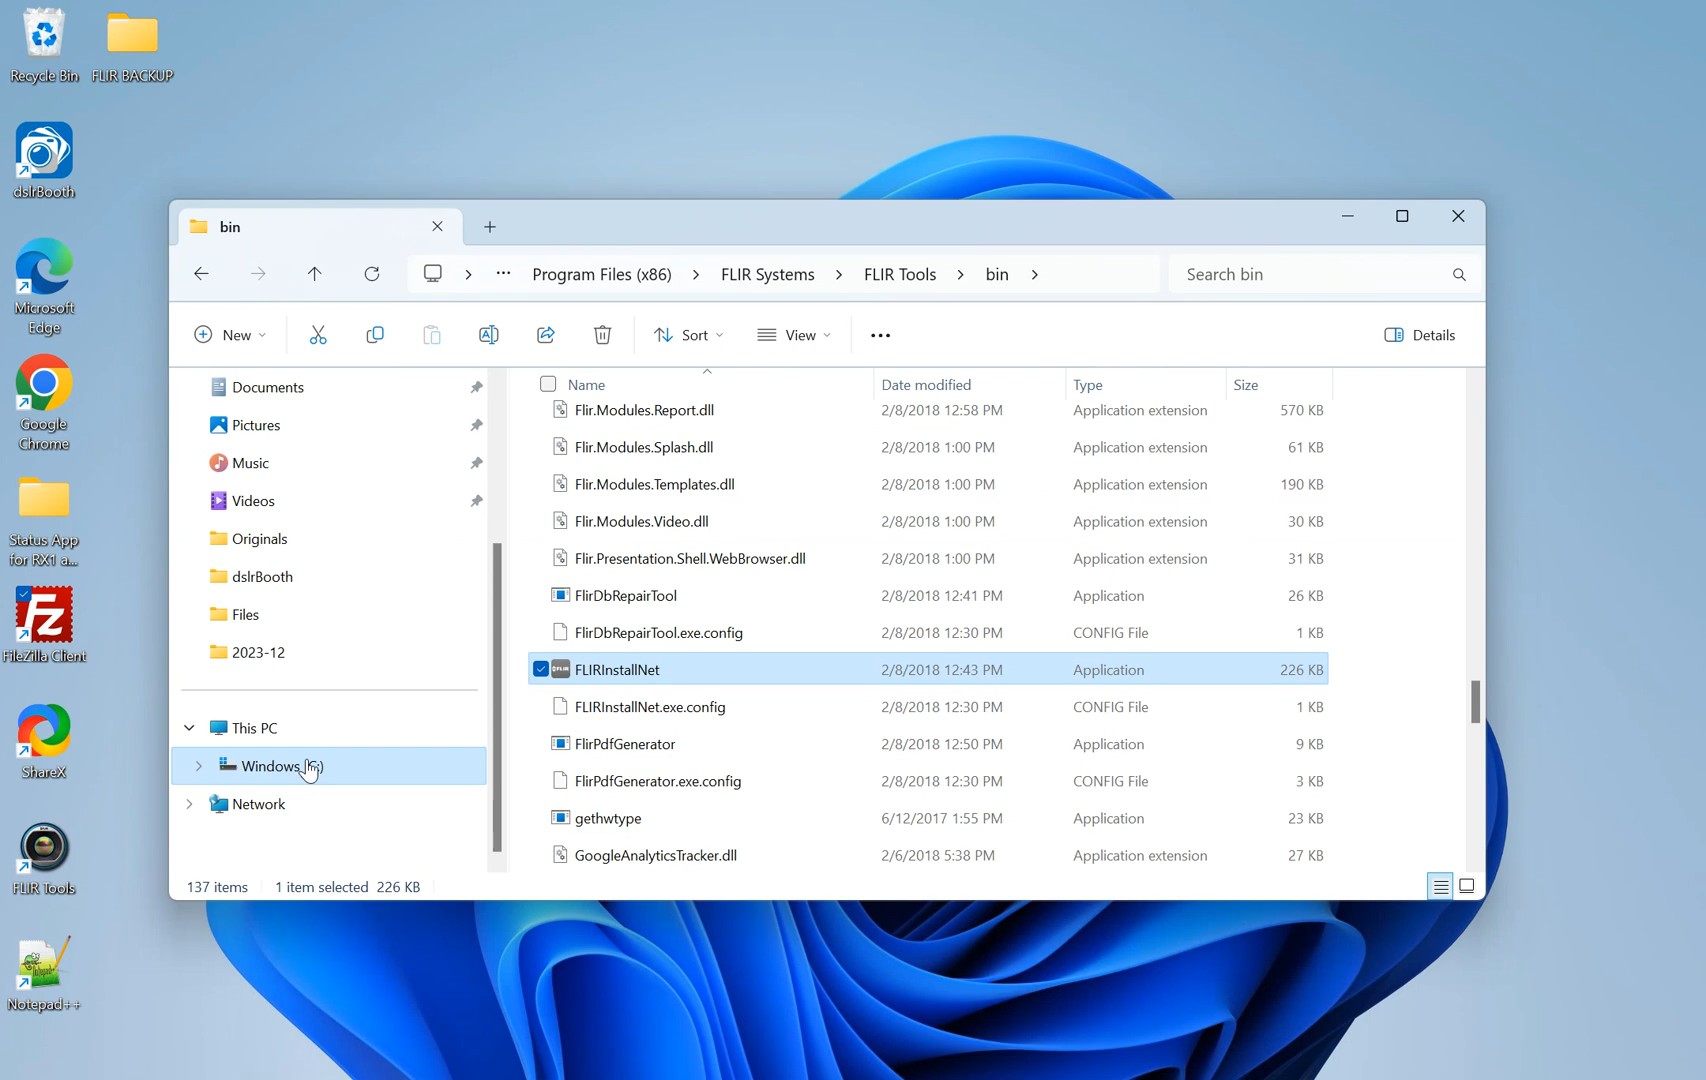 Recycle Bin
FLIR BACKUP
dslrBooth
Microsoft
Edge
Google
Chrome
Status App
for RX1 a...
FileZilla Client
ShareX
FLIR Tools
Notepad++
bin
Program Files (x86) > FLIR Systems > FLIR Tools > bin >
Search bin
New
Sort
View
Details
Documents
Pictures
Music
Videos
Originals
dslrBooth
Files
2023-12
This PC
Windows
Network
Name Date modified Type Size
Flir.Modules.Report.dll 2/8/2018 12:58 PM Application extension 570 KB
Flir.Modules.Splash.dll 2/8/2018 1:00 PM Application extension 61 KB
Flir.Modules.Templates.dll 2/8/2018 1:00 PM Application extension 190 KB
Flir.Modules.Video.dll 2/8/2018 1:00 PM Application extension 30 KB
Flir.Presentation.Shell.WebBrowser.dll 2/8/2018 1:00 PM Application extension 31 KB
FlirDbRepairTool 2/8/2018 12:41 PM Application 26 KB
FlirDbRepairTool.exe.config 2/8/2018 12:30 PM CONFIG File 1 KB
FLIRInstallNet 2/8/2018 12:43 PM Application 226 KB
FLIRInstallNet.exe.config 2/8/2018 12:30 PM CONFIG File 1 KB
FlirPdfGenerator 2/8/2018 12:50 PM Application 9 KB
FlirPdfGenerator.exe.config 2/8/2018 12:30 PM CONFIG File 3 KB
gethwtype 6/12/2017 1:55 PM Application 23 KB
GoogleAnalyticsTracker.dll 2/6/2018 5:38 PM Application extension 27 KB
137 items 1 item selected 226 KB